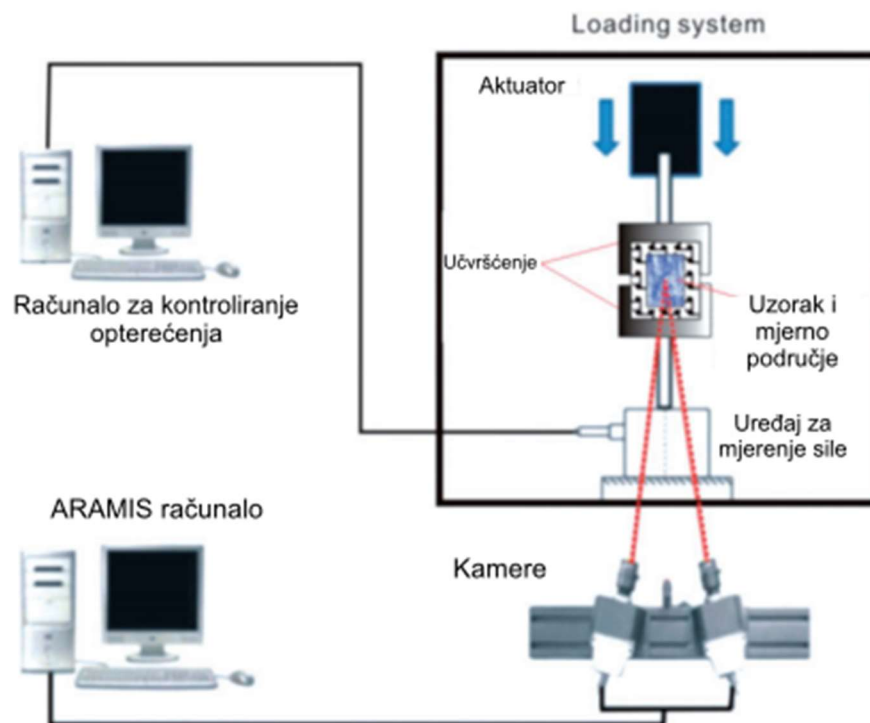 Loading system
Aktuator
Učvršćenje
Računalo za kontroliranje
opterećenja
Uzorak i
mjerno
područje
Uređaj za
mjerenje sile
ARAMIS računalo
Kamere